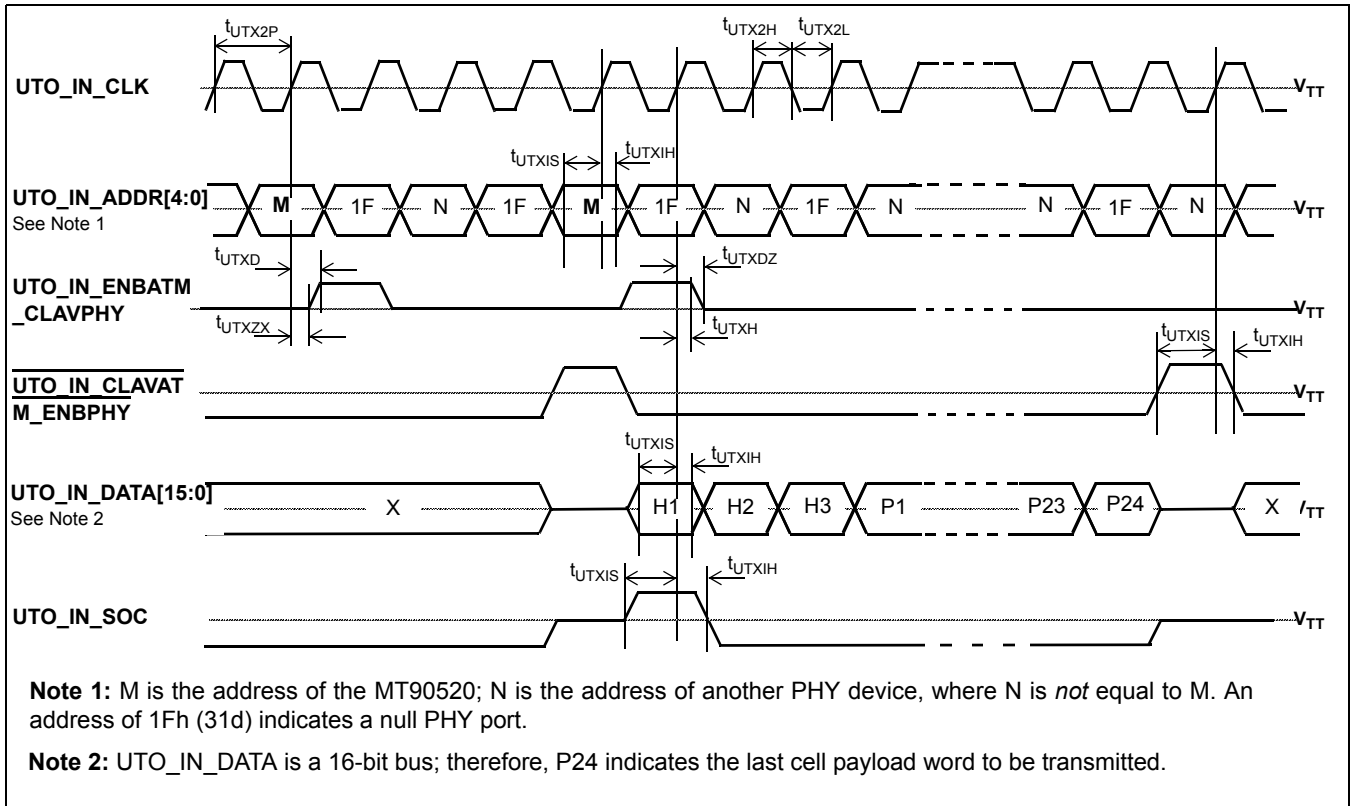 tUTX2P tUTX2H tUTX2L
UTO_IN_CLK VTT
tUTXIS tUTXIH
UTO_IN_ADDR[4:0] M 1F N 1F M 1F N 1F N N 1F N VTT
See Note 1
tUTXD tUTXDZ
UTO_IN_ENBATM
_CLAVPHY VTT
tUTXZX tUTXH tUTXIS tUTXIH
UTO_IN_CLAVAT
M_ENBPHY VTT
tUTXIS tUTXIH
UTO_IN_DATA[15:0] X H1 H2 H3 P1 P23 P24 X /TT
See Note 2
tUTXIS tUTXIH
UTO_IN_SOC VTT
Note 1: M is the address of the MT90520; N is the address of another PHY device, where N is not equal to M. An
address of 1Fh (31d) indicates a null PHY port.
Note 2: UTO_IN_DATA is a 16-bit bus; therefore, P24 indicates the last cell payload word to be transmitted.